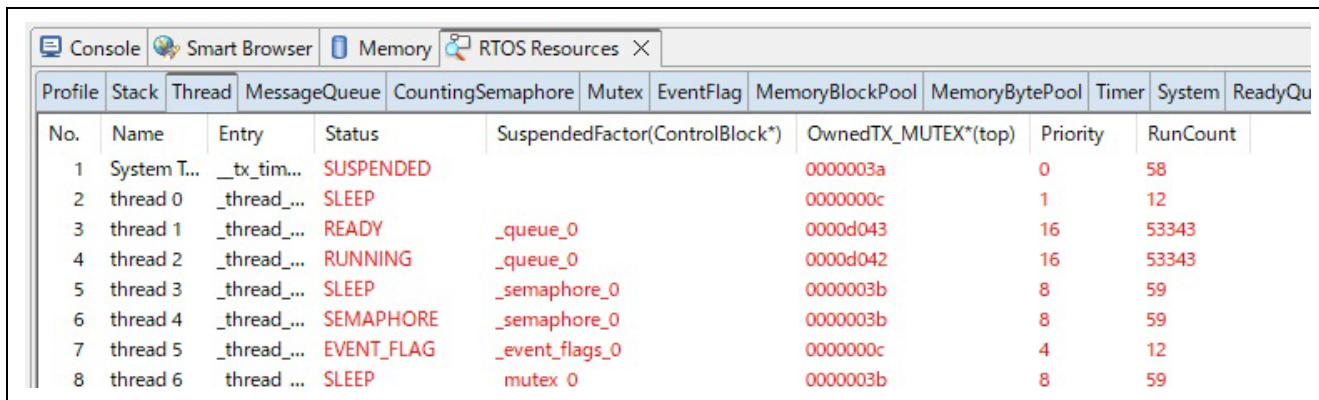 Console Smart Browser Memory RTOS Resources
Profile Stack Thread MessageQueue CountingSemaphore Mutex EventFlag MemoryBlockPool MemoryBytePool Timer System ReadyQu
No. Name Entry Status SuspendedFactor(ControlBlock*) OwnedTX_MUTEX*(top) Priority RunCount
1 System T... __tx_tim... SUSPENDED 0000003a 0 58
2 thread 0 _thread_... SLEEP 0000000c 1 12
3 thread 1 _thread_... READY _queue_0 0000d043 16 53343
4 thread 2 _thread_... RUNNING _queue_0 0000d042 16 53343
5 thread 3 _thread_... SLEEP _semaphore_0 0000003b 8 59
6 thread 4 _thread_... SEMAPHORE _semaphore_0 0000003b 8 59
7 thread 5 _thread_... EVENT_FLAG _event_flags_0 0000000c 4 12
8 thread 6 thread ... SLEEP mutex 0 0000003b 8 59